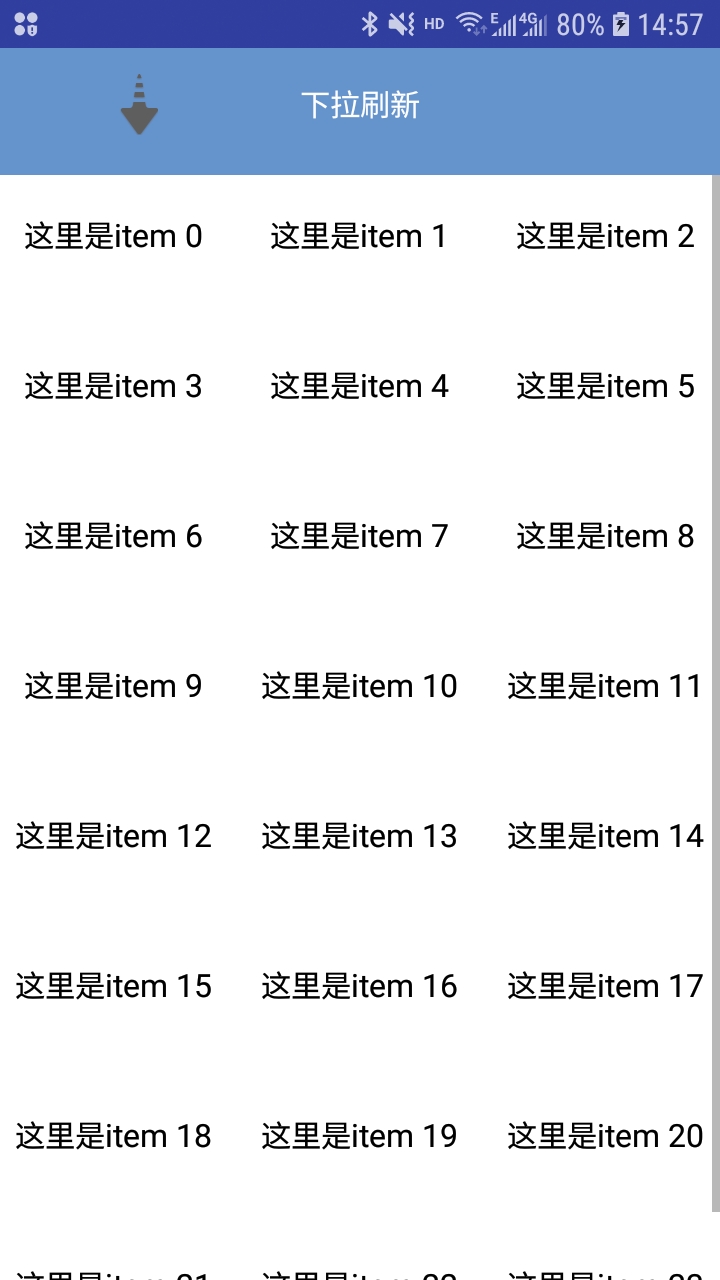 HD E 4G 80% 14:57
下拉刷新
这里是item 0 这里是item 1 这里是item 2
这里是item 3 这里是item 4 这里是item 5
这里是item 6 这里是item 7 这里是item 8
这里是item 9 这里是item 10 这里是item 11
这里是item 12 这里是item 13 这里是item 14
这里是item 15 这里是item 16 这里是item 17
这里是item 18 这里是item 19 这里是item 20